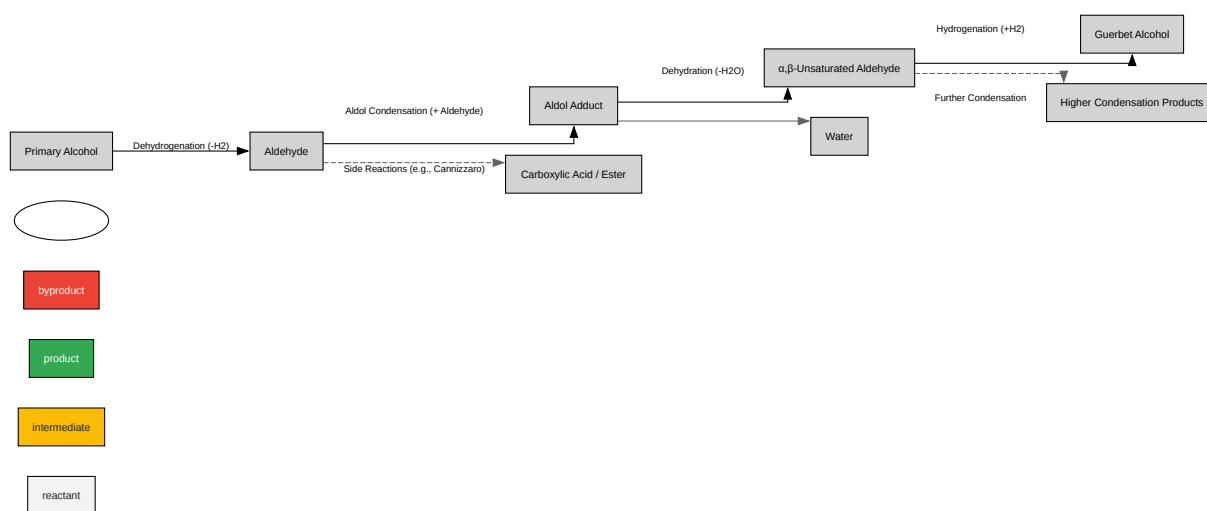 Hydrogenation (+H2)
Guerbet Alcohol
Dehydration (-H2O)
α,β-Unsaturated Aldehyde
Further Condensation
Higher Condensation Products
Aldol Condensation (+ Aldehyde)
Aldol Adduct
Water
Primary Alcohol
Dehydrogenation (-H2)
Aldehyde
Side Reactions (e.g., Cannizzaro)
Carboxylic Acid / Ester
byproduct
product
intermediate
reactant